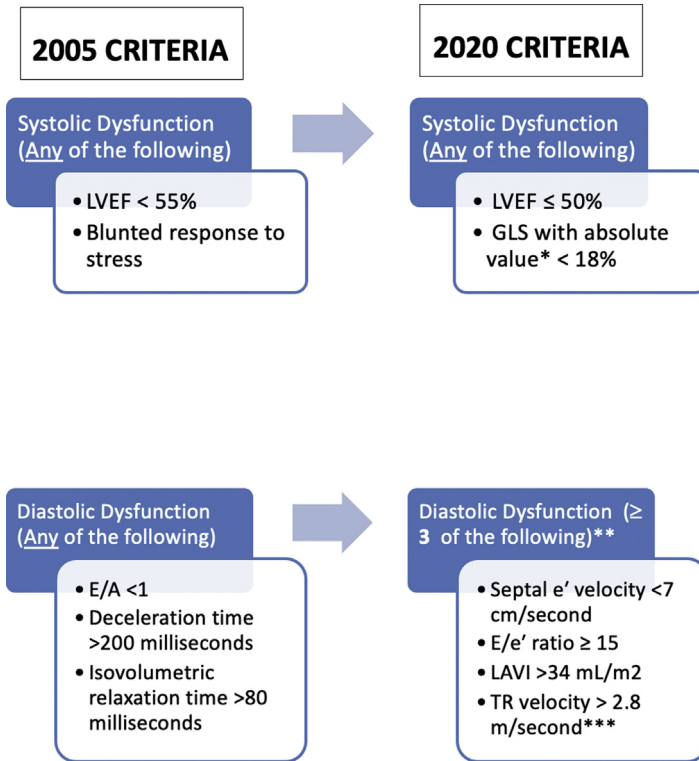 2005 CRITERIA
2020 CRITERIA
Systolic Dysfunction
(Any of the following)
• LVEF < 55%
• Blunted response to
stress
Systolic Dysfunction
(Any of the following)
• LVEF ≤ 50%
• GLS with absolute
value* < 18%
Diastolic Dysfunction
(Any of the following)
• E/A <1
• Deceleration time
>200 milliseconds
• Isovolumetric
relaxation time >80
milliseconds
Diastolic Dysfunction (≥
3 of the following)**
• Septal e’ velocity <7
cm/second
• E/e’ ratio ≥ 15
• LAVI >34 mL/m2
• TR velocity > 2.8
m/second***